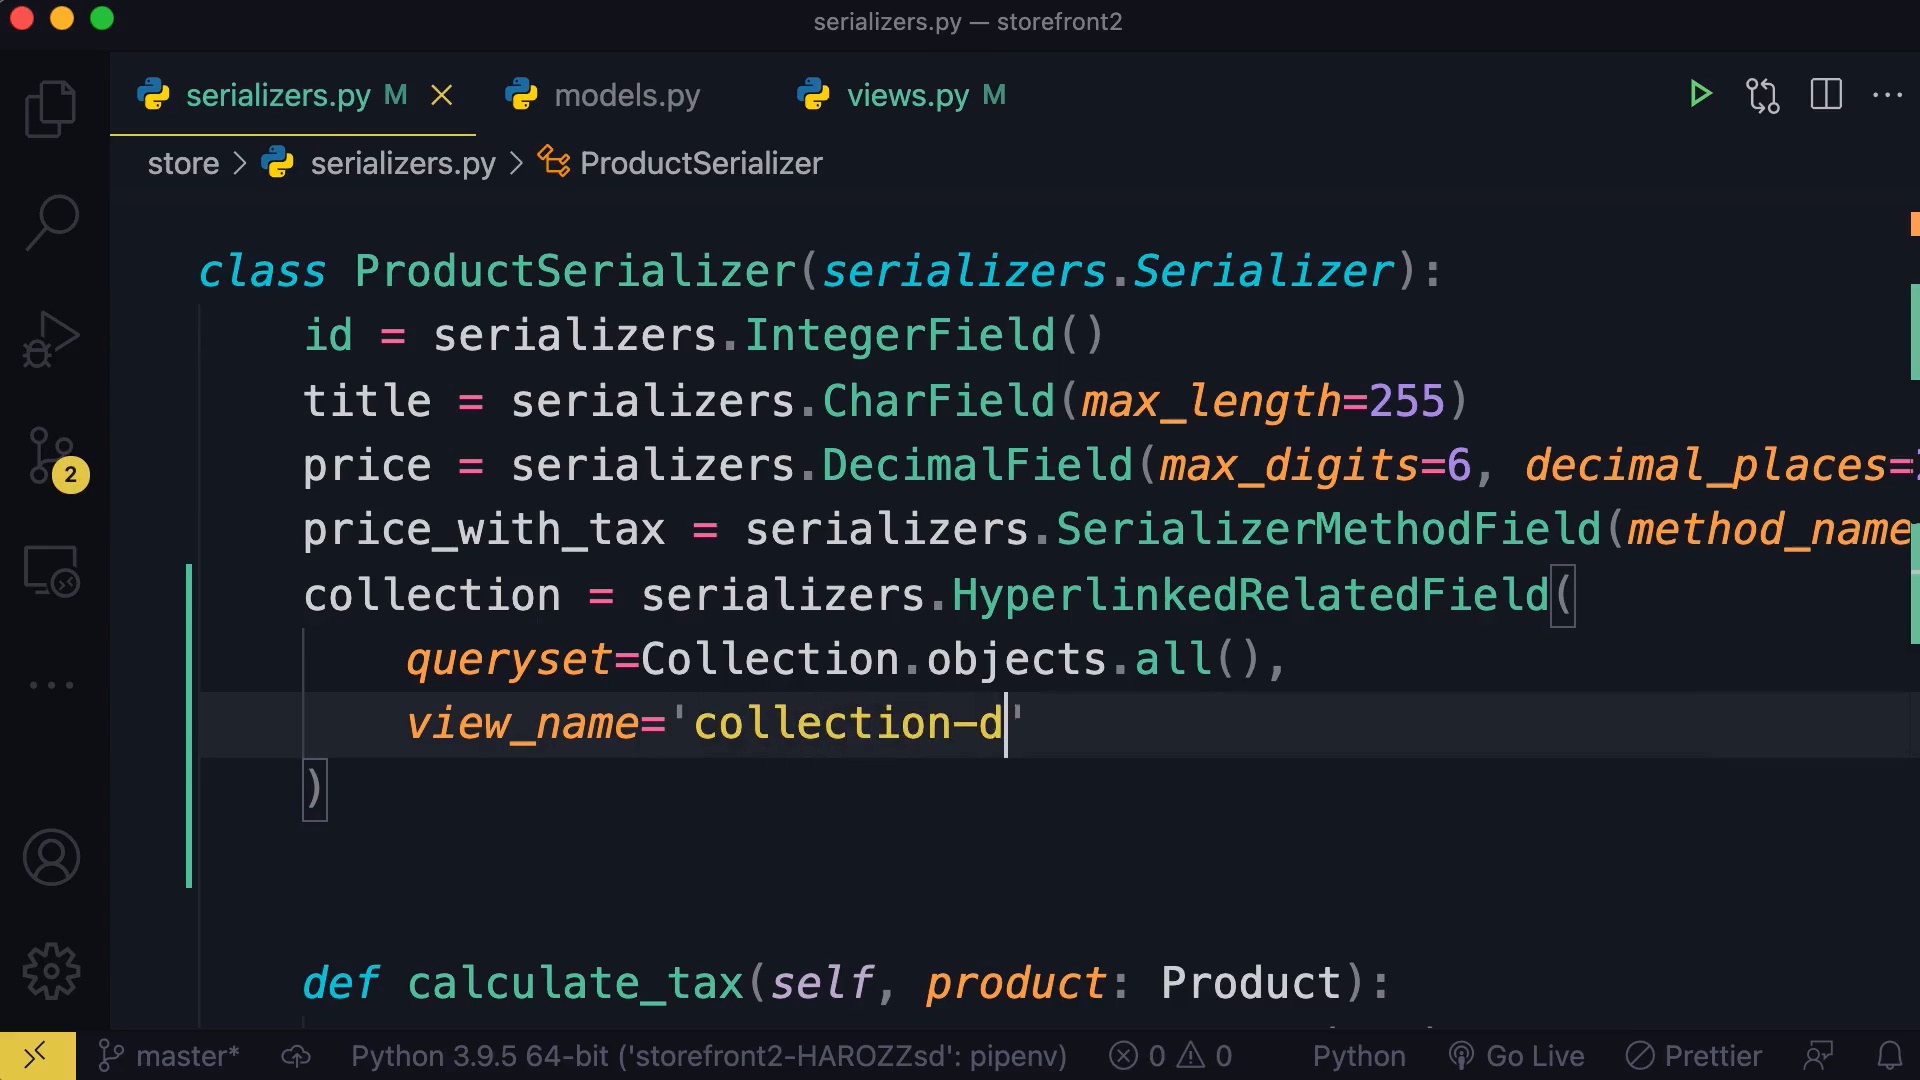 serializers.py — storefront2
serializers.py M models.py views.py M
store > serializers.py > ProductSerializer
class ProductSerializer(serializers.Serializer):
id = serializers.IntegerField()
title = serializers.CharField(max_length=255)
price = serializers.DecimalField(max_digits=6, decimal_places=
price_with_tax = serializers.SerializerMethodField(method_name
collection = serializers.HyperlinkedRelatedField(
queryset=Collection.objects.all(),
view_name='collection-d'
)
2
def calculate_tax(self, product: Product):
master* Python 3.9.5 64-bit ('storefront2-HAROZZsd': pipenv) 0 0 Python Go Live Prettier